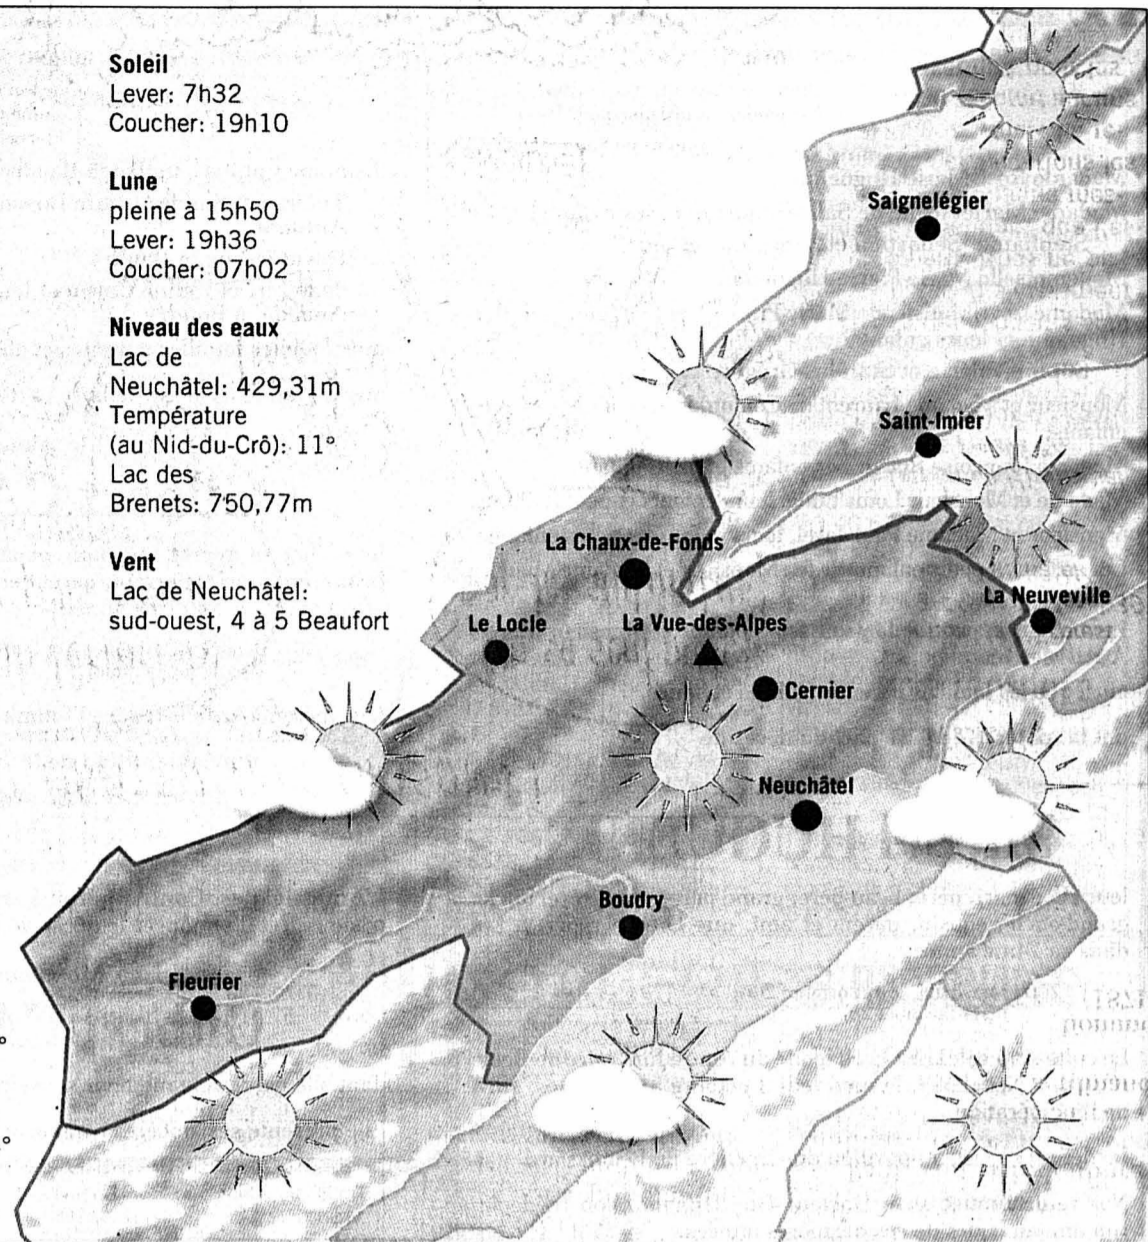 Soleil
Lever: 7h32
Coucher: 19h10
Lune
pleine à 15h50
Lever: 19h36
Coucher: 07h02
Niveau des eaux
Lac de
Neuchâtel: 429,31m
Température
(au Nid-du-Crô): 11°
Lac des
Brenets: 750,77m
Vent
Lac de Neuchâtel:
sud-ouest, 4 à 5 Beaufort
Saignelégier
Saint-Imier
La Chaux-de-Fonds
La Neuveville
Le Locle
La Vue-des-Alpes
Cernier
Neuchâtel
Boudry
Fleurier